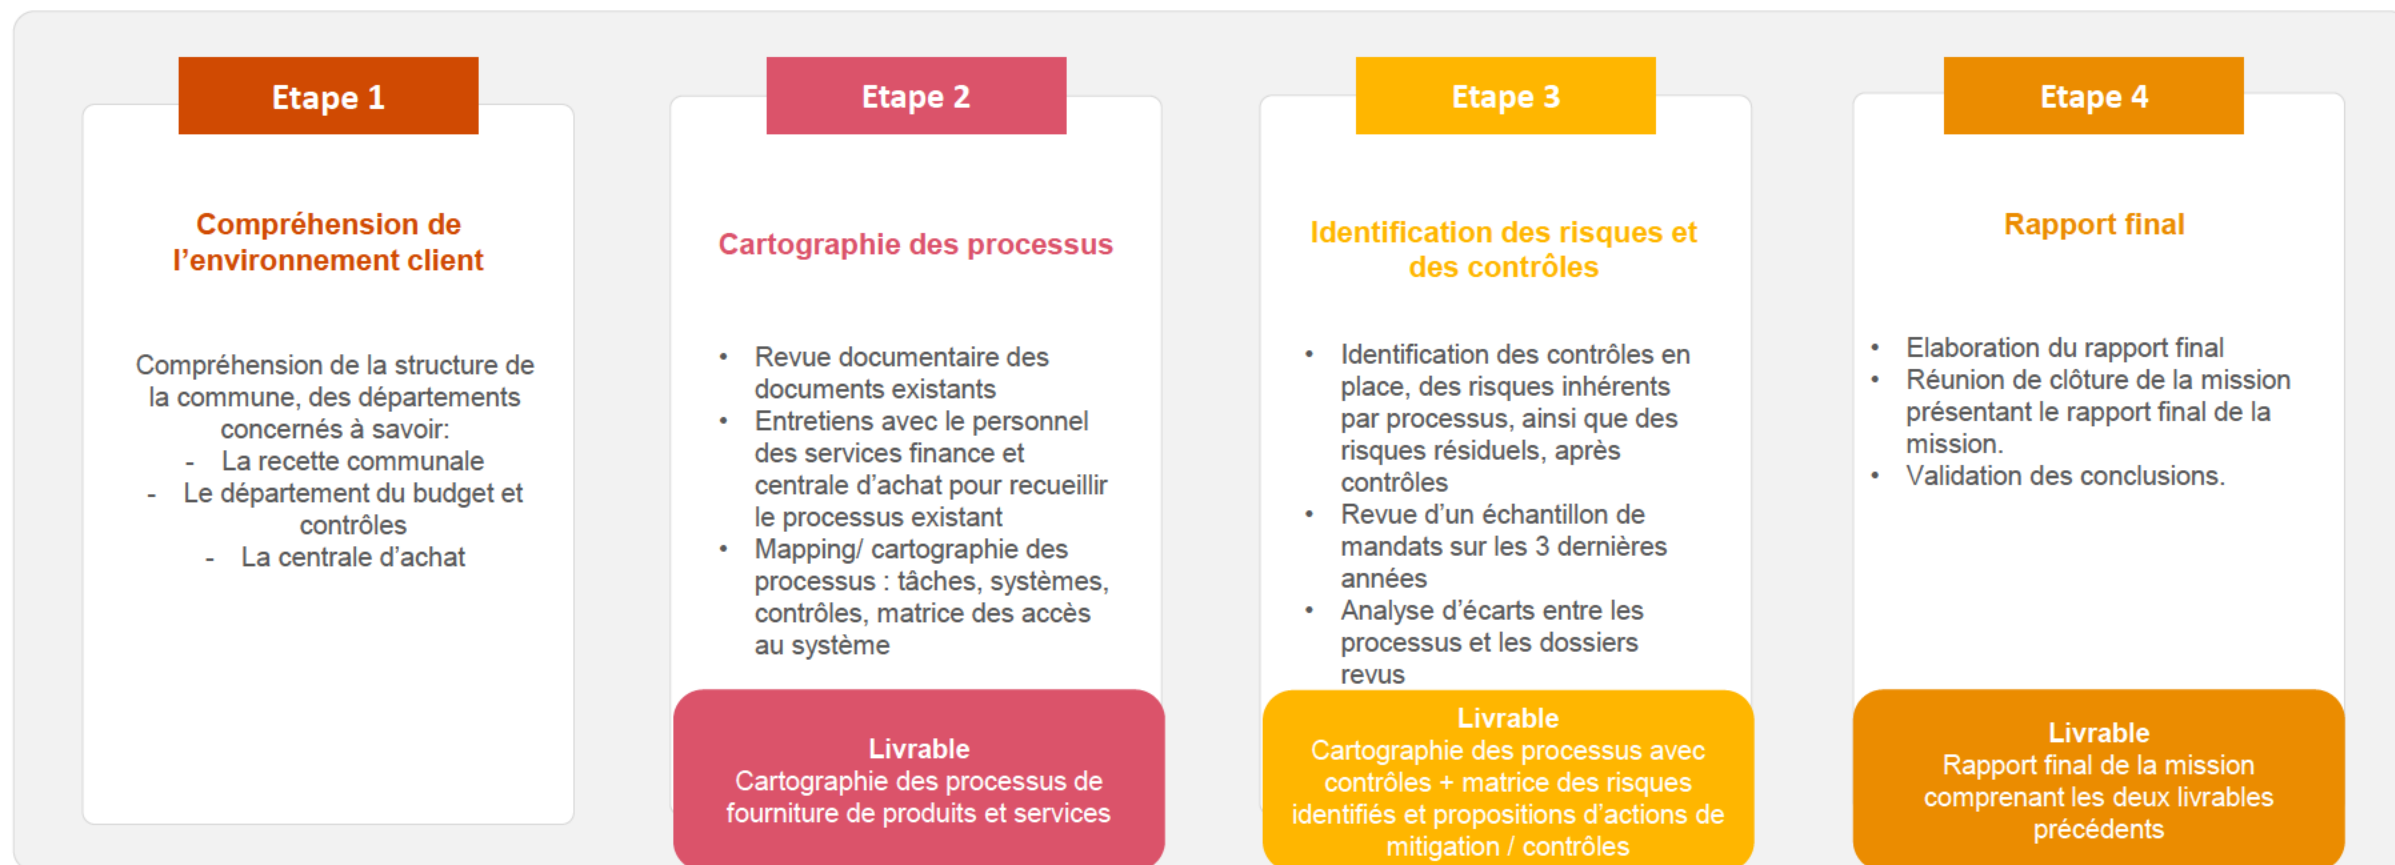 Etape 1
Compréhension de
l’environnement client
Compréhension de la structure de
la commune, des départements
concernés à savoir:
- La recette communale
- Le département du budget et
contrôles
- La centrale d’achat
Etape 2
Cartographie des processus
• Revue documentaire des
documents existants
• Entretiens avec le personnel
des services finance et
centrale d’achat pour recueillir
le processus existant
• Mapping/ cartographie des
processus : tâches, systèmes,
contrôles, matrice des accès
au système
Livrable
Cartographie des processus de
fourniture de produits et services
Etape 3
Identification des risques et
des contrôles
• Identification des contrôles en
place, des risques inhérents
par processus, ainsi que des
risques résiduels, après
contrôles
• Revue d’un échantillon de
mandats sur les 3 dernières
années
• Analyse d’écarts entre les
processus et les dossiers
revus
Livrable
Cartographie des processus avec
contrôles + matrice des risques
identifiés et propositions d’actions de
mitigation / contrôles
Etape 4
Rapport final
• Elaboration du rapport final
• Réunion de clôture de la mission
présentant le rapport final de la
mission.
• Validation des conclusions.
Livrable
Rapport final de la mission
comprenant les deux livrables
précédents